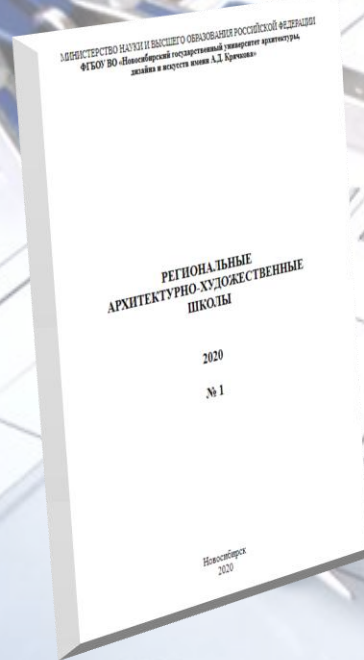 МИНИСТЕРСТВО НАУКИ И ВЫСШЕГО ОБРАЗОВАНИЯ РОССИЙСКОЙ ФЕДЕРАЦИИ
ФГБОУ ВО «Новосибирский государственный университет архитектуры,
дизайна и искусств имени А.Д. Крячкова»
РЕГИОНАЛЬНЫЕ
АРХИТЕКТУРНО-ХУДОЖЕСТВЕННЫЕ
ШКОЛЫ
2020
№ 1
Новосибирск
2020